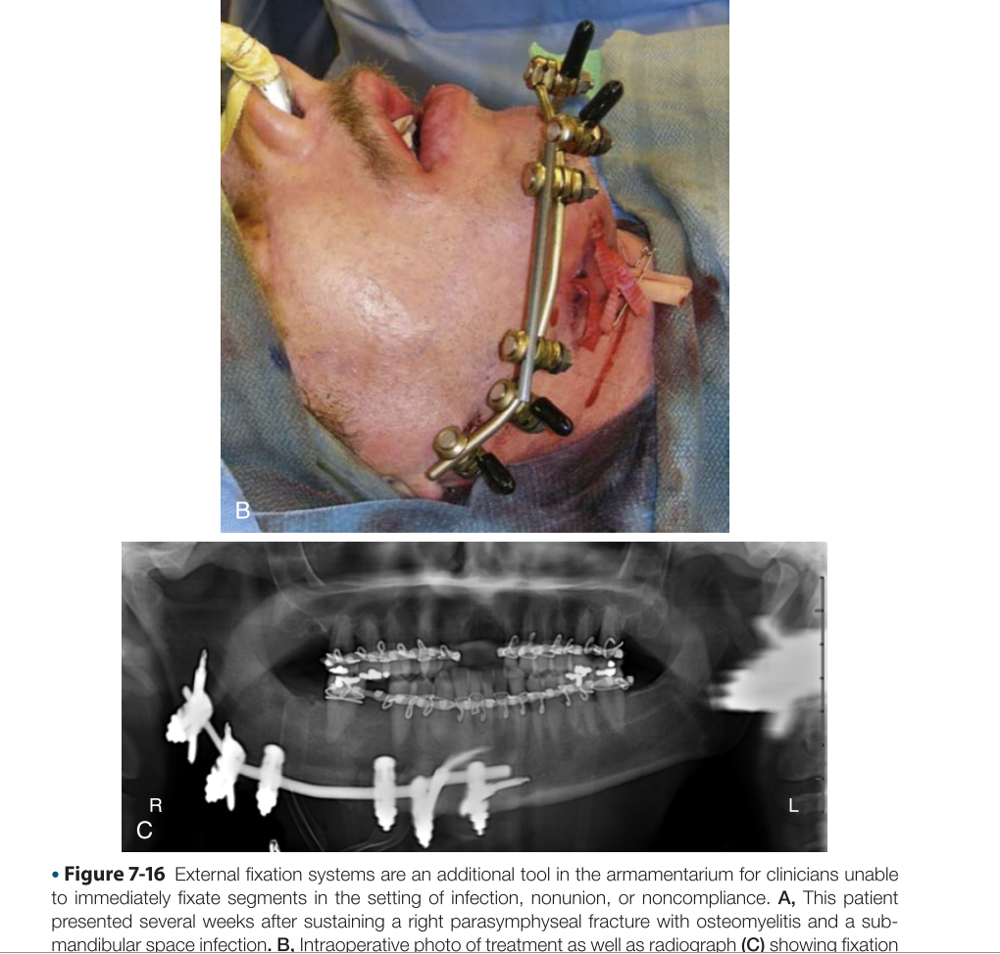 B
R
L
C
• Figure 7-16 External fixation systems are an additional tool in the armamentarium for clinicians unable
to immediately fixate segments in the setting of infection, nonunion, or noncompliance. A, This patient
presented several weeks after sustaining a right parasymphyseal fracture with osteomyelitis and a sub-
mandibular space infection. B, Intraoperative photo of treatment as well as radiograph (C) showing fixation